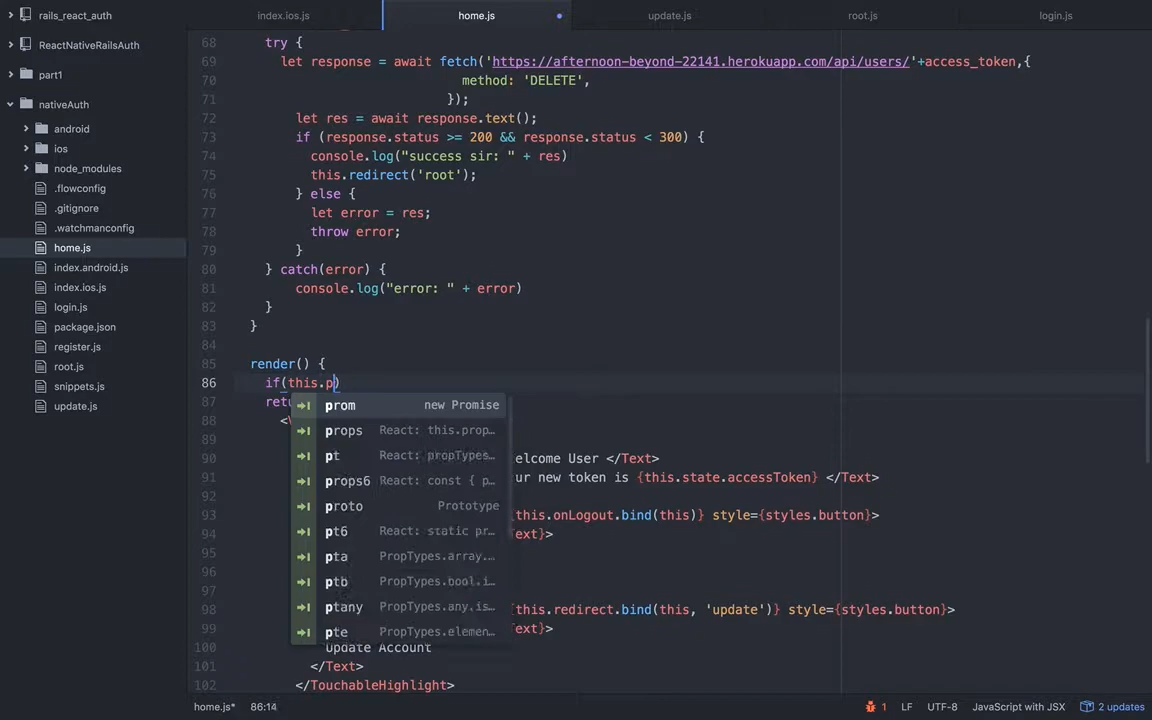 rails_react_auth
ReactNativeRailsAuth
part1
nativeAuth
android
ios
node_modules
.flowconfig
.gitignore
.watchmanconfig
home.js
index.android.js
index.ios.js
login.js
package.json
register.js
root.js
snippets.js
update.js
index.ios.js home.js update.js root.js login.js
68 try {
69 let response = await fetch('https://afternoon-beyond-22141.herokuapp.com/api/users/'+access_token,{
70 method: 'DELETE',
71 });
72 let res = await response.text();
73 if (response.status >= 200 && response.status < 300) {
74 console.log("success sir: " + res)
75 this.redirect('root');
76 } else {
77 let error = res;
78 throw error;
79 }
80 } catch(error) {
81 console.log("error: " + error)
82 }
83 }
84
85 render() {
86 if(this.p)
87 retu
88 <V
89
90 elcome User </Text>
91 ur new token is {this.state.accessToken} </Text>
92
93 {this.onLogout.bind(this)} style={styles.button}>
94 ext}>
95
96
97
98 {this.redirect.bind(this, 'update')} style={styles.button}>
99 ext}>
100 Update Account
101 </Text>
102 </TouchableHighlight>
prom new Promise
props React: this.prop…
pt React: propTypes…
props6 React: const { p…
proto Prototype
pt6 React: static pr…
pta PropTypes.array.…
ptb PropTypes.bool.i…
ptany PropTypes.any.is…
pte PropTypes.elemen…
home.js* 86:14 1 LF UTF-8 JavaScript with JSX 2 updates